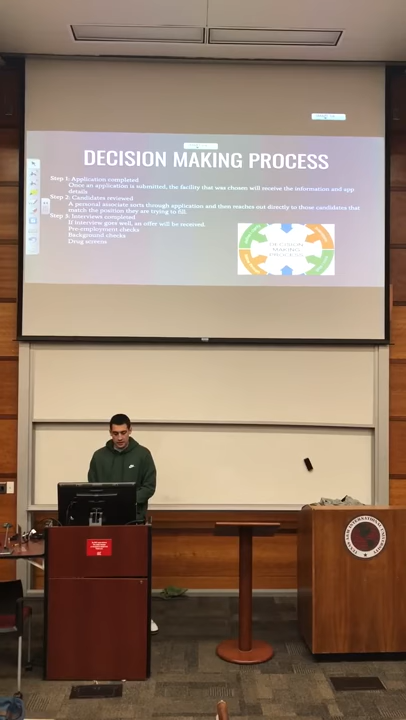 DECISION MAKING PROCESS
Step 1: Application completed
Once an application is submitted, the facility that was chosen will receive the information and app
details
Step 2: Candidates reviewed
A personal associate sorts through application and then reaches out directly to those candidates that
match the position they are trying to fill.
Step 3: Interviews completed
If interview goes well, an offer will be received.
Pre-employment checks
Background checks
Drug screens
DECISION
MAKING
PROCESS